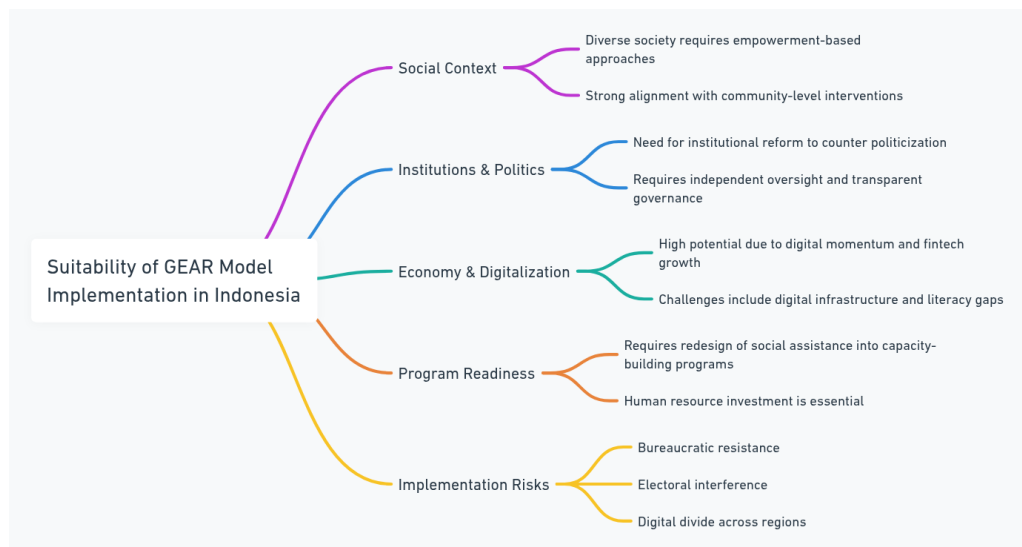 Suitability of GEAR Model
Implementation in Indonesia
Social Context
Diverse society requires empowerment-based
approaches
Strong alignment with community-level interventions
Institutions & Politics
Need for institutional reform to counter politicization
Requires independent oversight and transparent
governance
Economy & Digitalization
High potential due to digital momentum and fintech
growth
Challenges include digital infrastructure and literacy gaps
Program Readiness
Requires redesign of social assistance into capacity-
building programs
Human resource investment is essential
Implementation Risks
Bureaucratic resistance
Electoral interference
Digital divide across regions